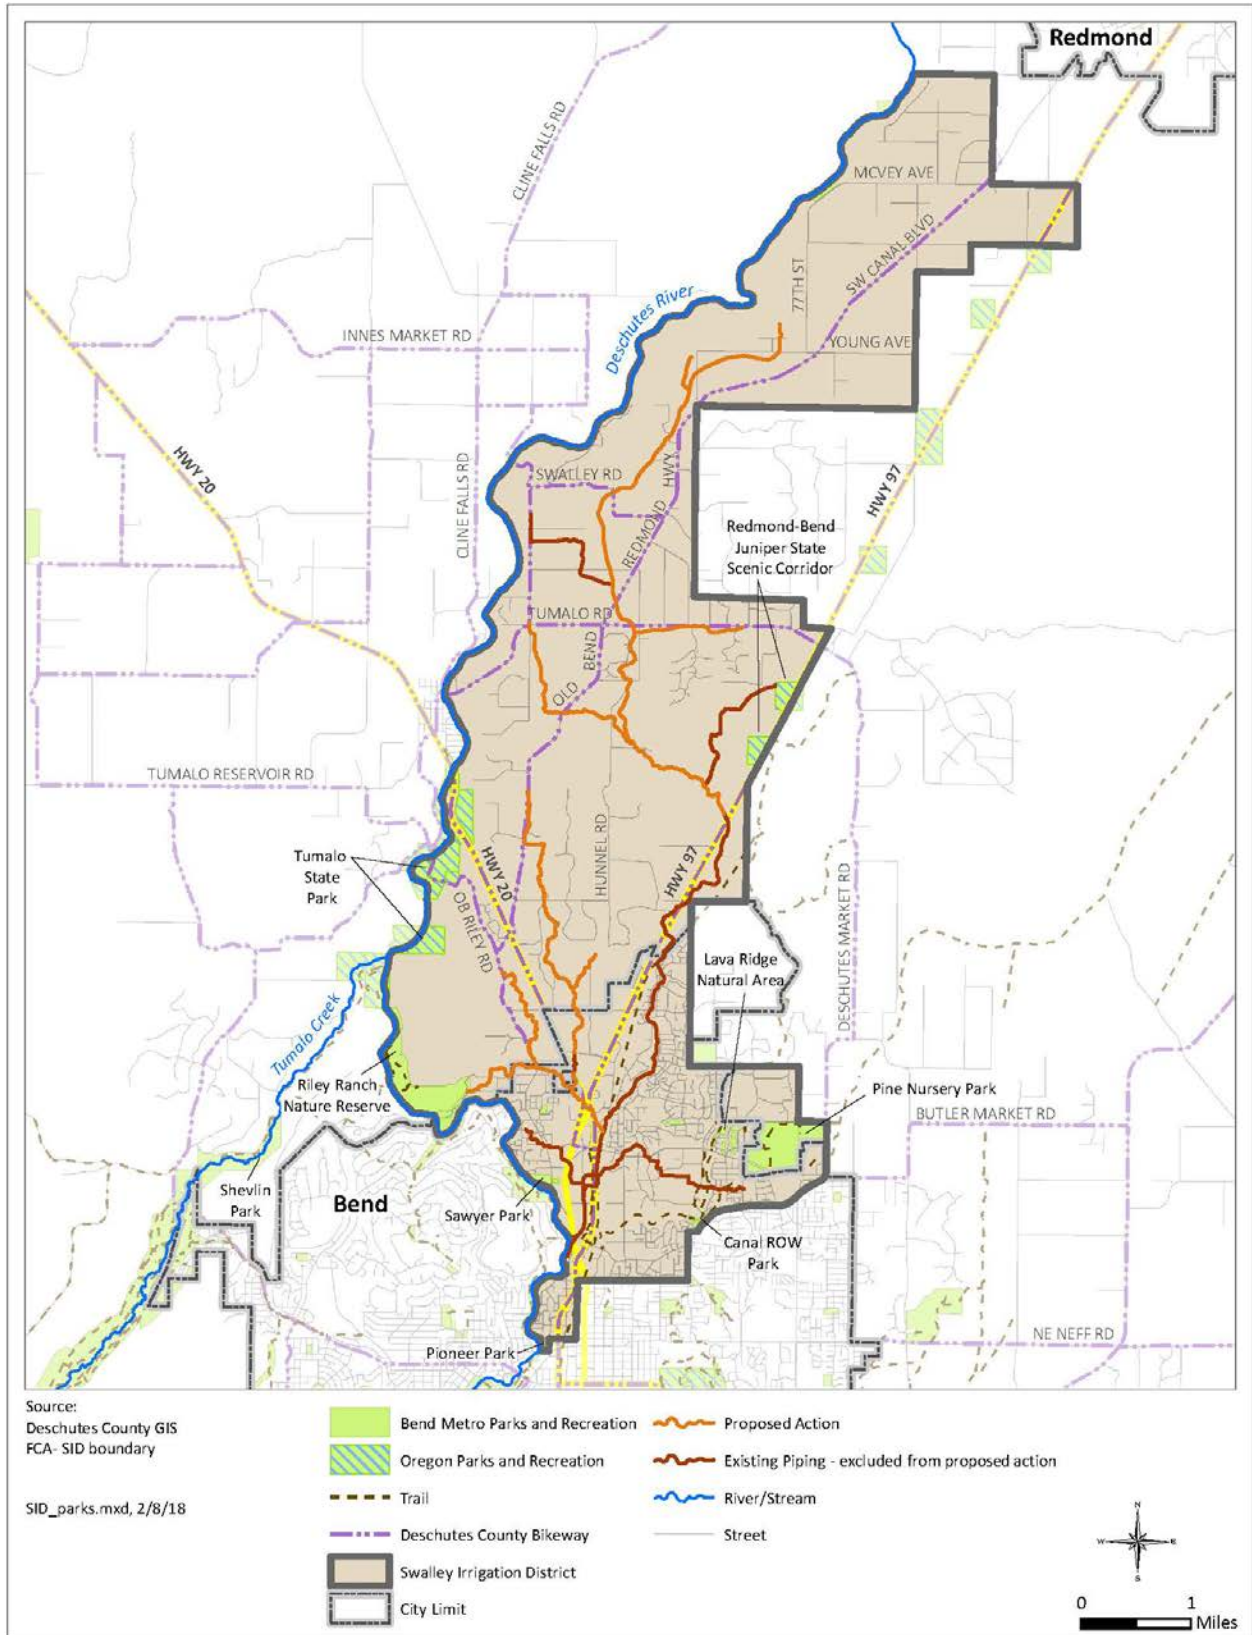 Redmond
CLINE FALLS RD
MCVEY AVE
SW CANAL BLVD
77TH ST
Deschutes River
INNES MARKET RD
YOUNG AVE
HWY 20
CLINE FALLS RD
SWALLEY RD
HWY
REDMOND
HWY 97
Redmond-Bend
Juniper State
Scenic Corridor
TUMALO RD
BEND
OLD
TUMALO RESERVOIR RD
HUNNEL RD
Tumalo
State
Park
HWY 20
HWY 97
OB RILEY RD
DESCHUTES MARKET RD
Lava Ridge
Natural Area
Tumalo Creek
Riley Ranch
Nature Reserve
Pine Nursery Park
BUTLER MARKET RD
Shevlin
Park
Bend
Sawyer Park
Canal ROW
Park
Pioneer Park
NE NEFF RD
Source:
Deschutes County GIS
FCA- SID boundary
SID_parks.mxd, 2/8/18
Bend Metro Parks and Recreation
Oregon Parks and Recreation
Trail
Deschutes County Bikeway
Swalley Irrigation District
City Limit
Proposed Action
Existing Piping - excluded from proposed action
River/Stream
Street
N
W
E
S
0 1
Miles